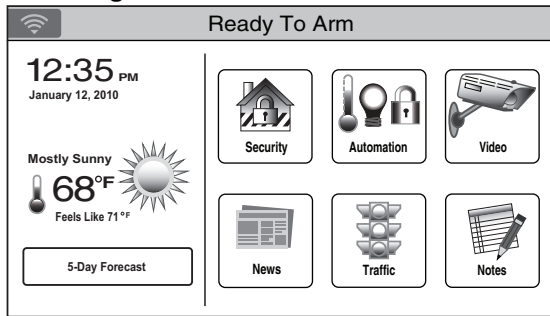 Ready To Arm
12:35 PM
January 12, 2010
Mostly Sunny
68°F
Feels Like 71°F
5-Day Forecast
Security
Automation
Video
News
Traffic
Notes